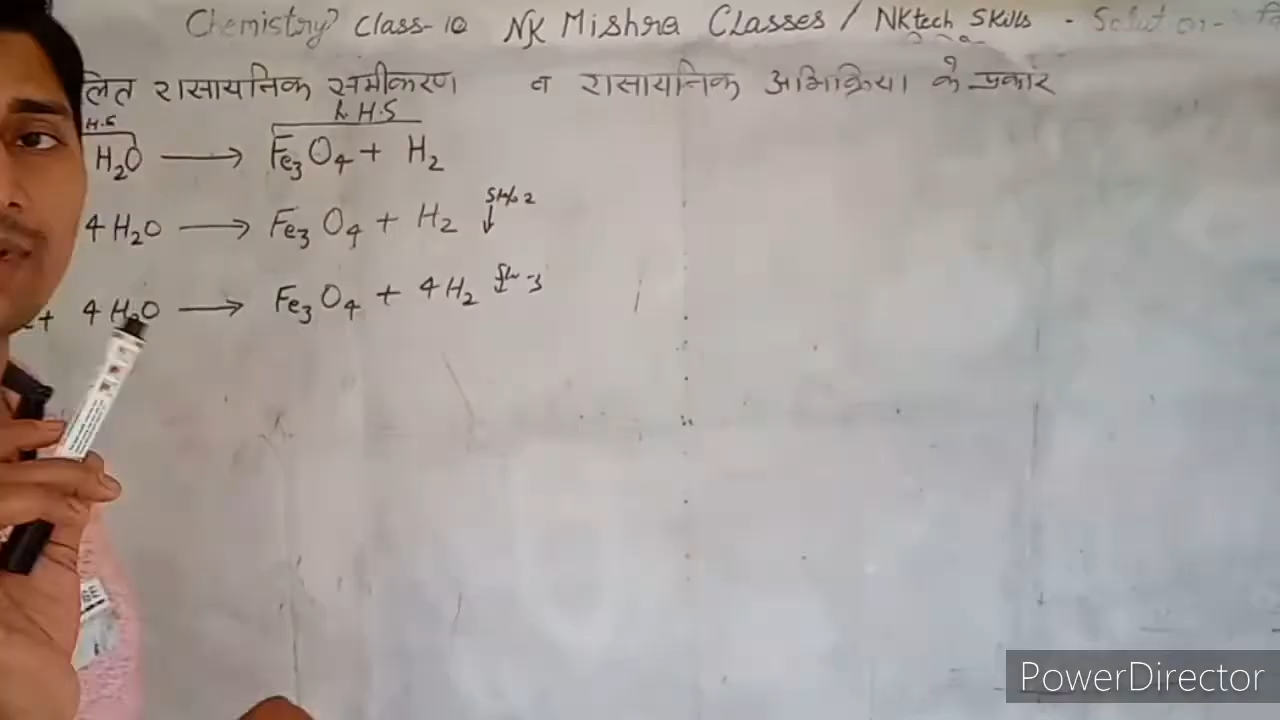 Chemistry? Class-10 NK Mishra Classes / NKtech Skills -
लित रासायनिक समीकरण व रासायनिक अभिक्रिया के प्रकार
H.S R.H.S
H₂O ⟶ Fe₃O₄ + H₂
4H₂O ⟶ Fe₃O₄ + H₂ ↓
+ 4H₂O ⟶ Fe₃O₄ + 4H₂
PowerDirector